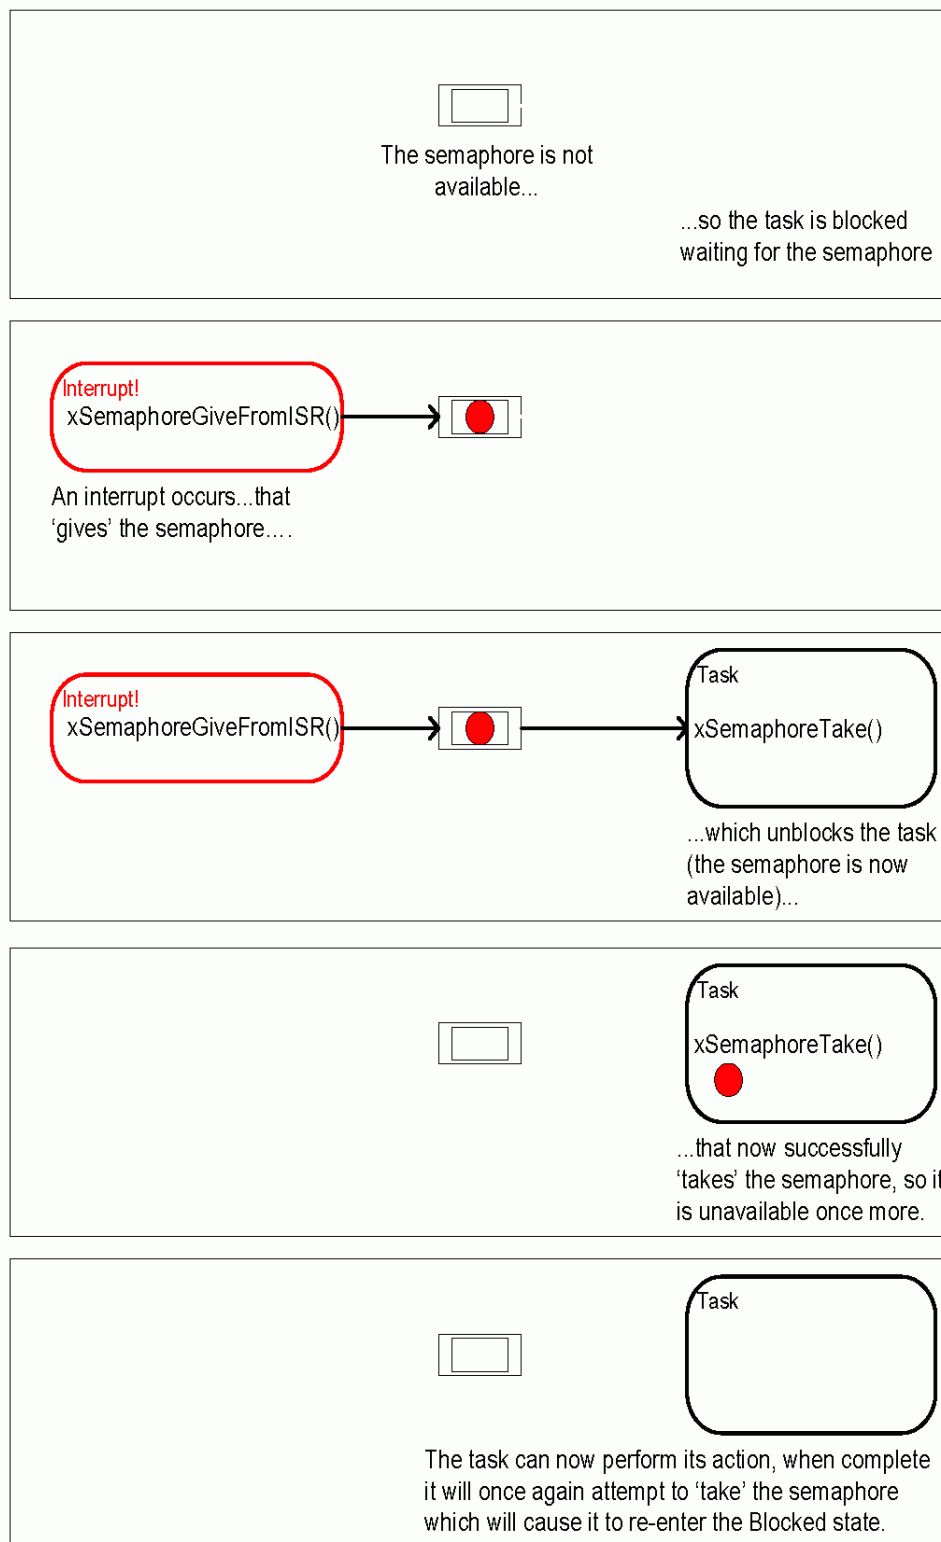 The semaphore is not
available...
...so the task is blocked
waiting for the semaphore
Interrupt!
xSemaphoreGiveFromISR()
An interrupt occurs...that
‘gives’ the semaphore....
Interrupt!
xSemaphoreGiveFromISR()
Task
xSemaphoreTake()
...which unblocks the task
(the semaphore is now
available)...
Task
xSemaphoreTake()
...that now successfully
‘takes’ the semaphore, so it
is unavailable once more.
Task
The task can now perform its action, when complete
it will once again attempt to ‘take’ the semaphore
which will cause it to re-enter the Blocked state.